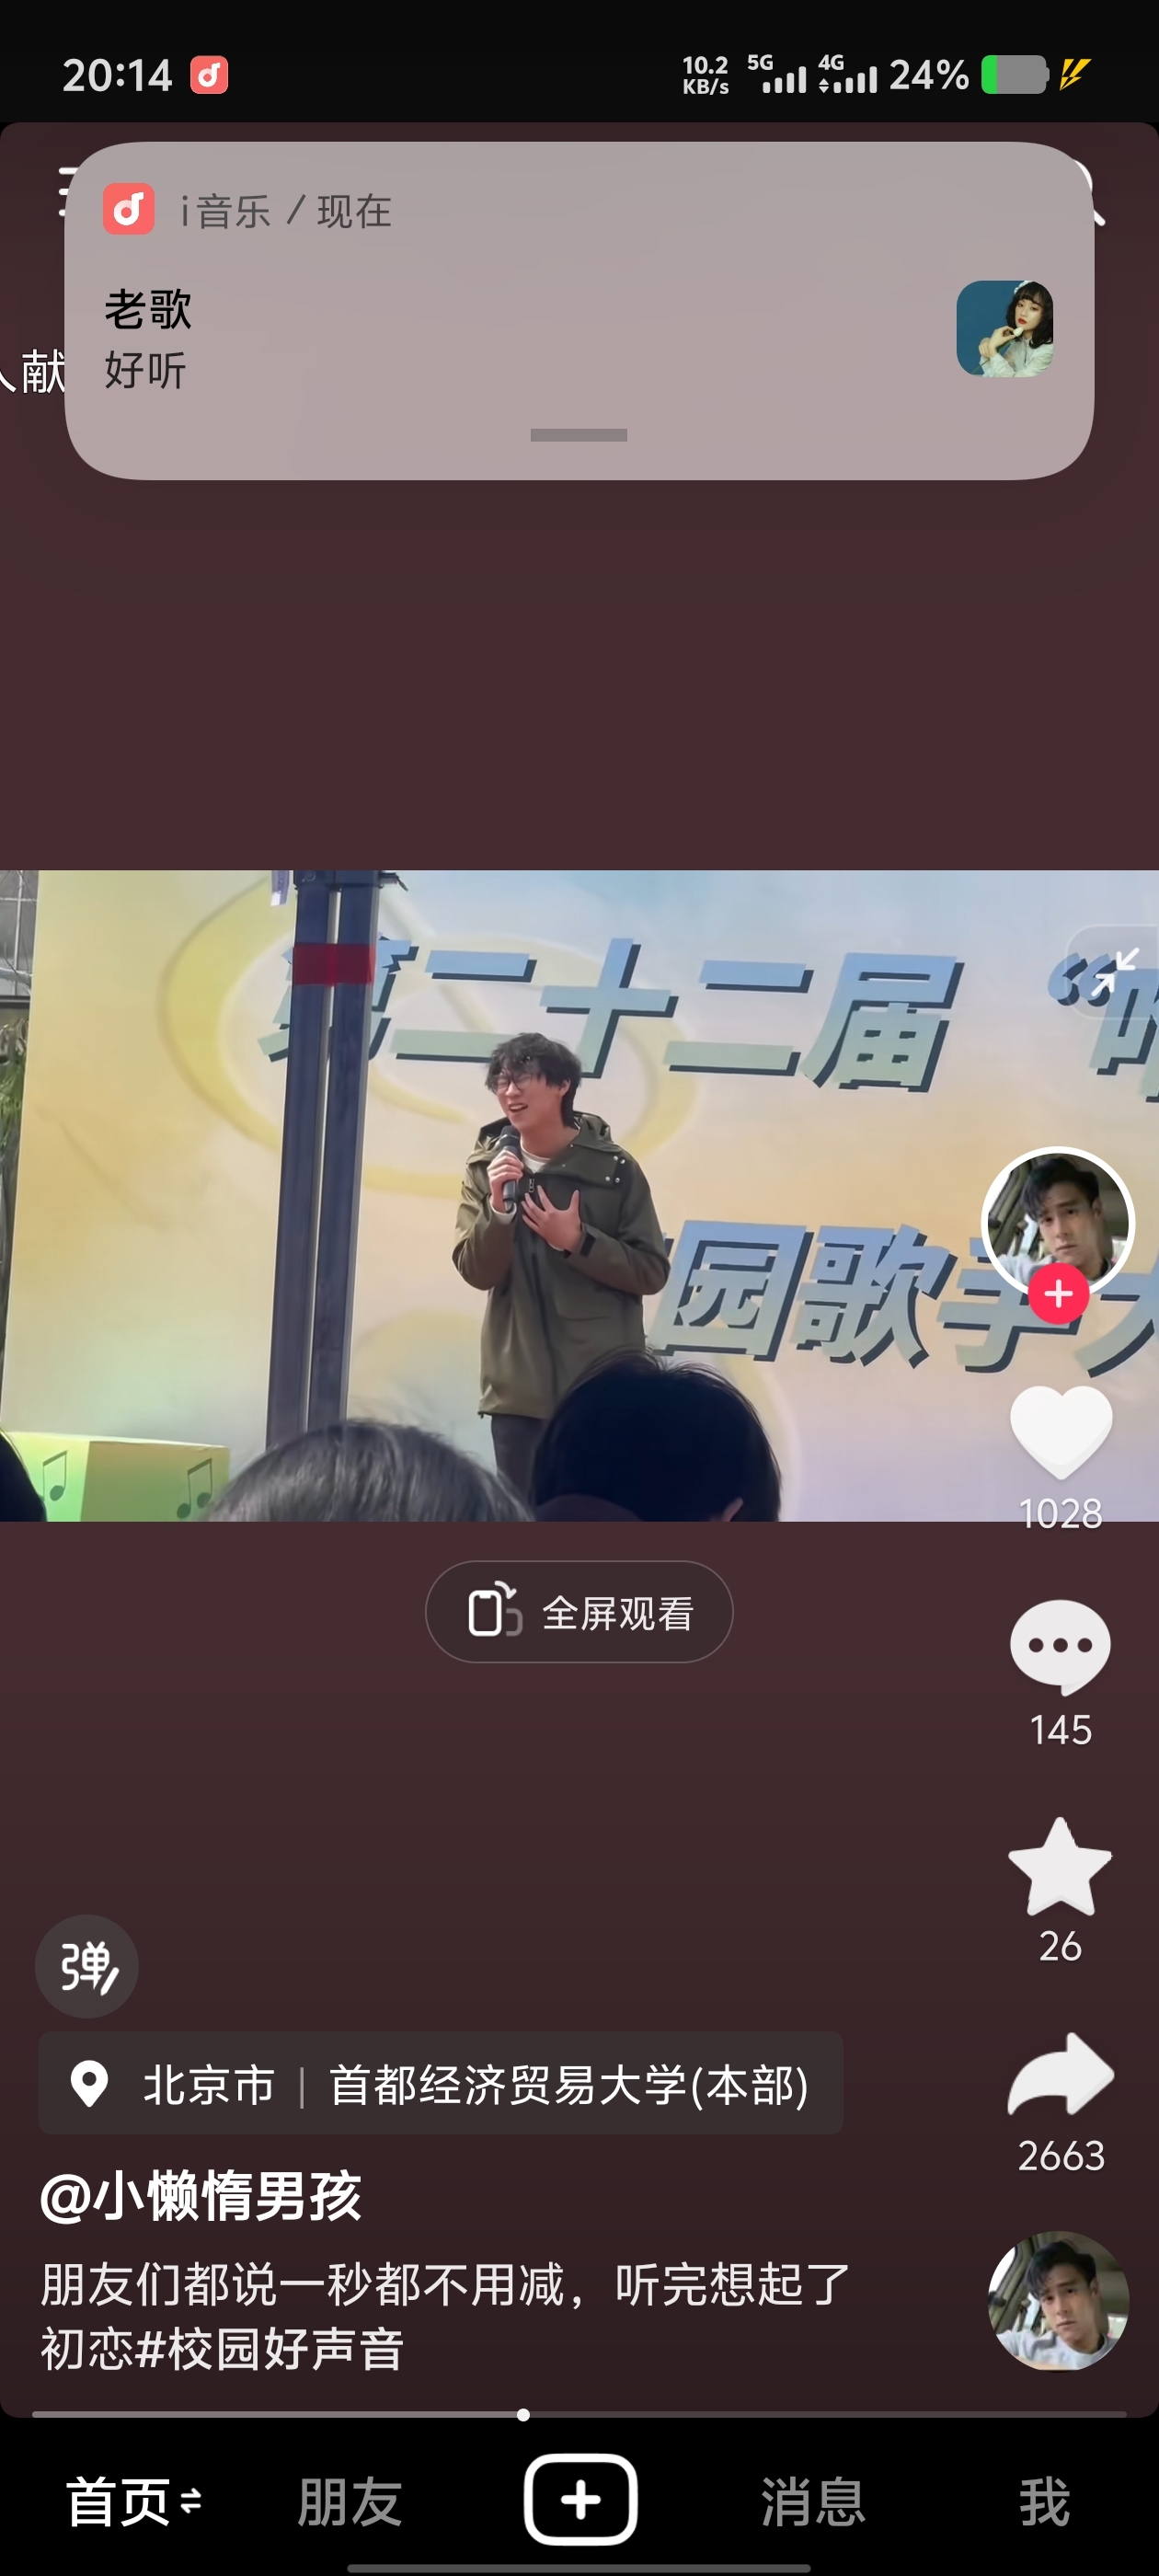 20:14
10.2
KB/s
5G
4G
24%
i音乐 / 现在
老歌
好听
人献
第二十二届 “
园歌手大
1028
全屏观看
145
26
弹
北京市 | 首都经济贸易大学(本部)
2663
@小懒惰男孩
朋友们都说一秒都不用减，听完想起了
初恋#校园好声音
首页
朋友
消息
我